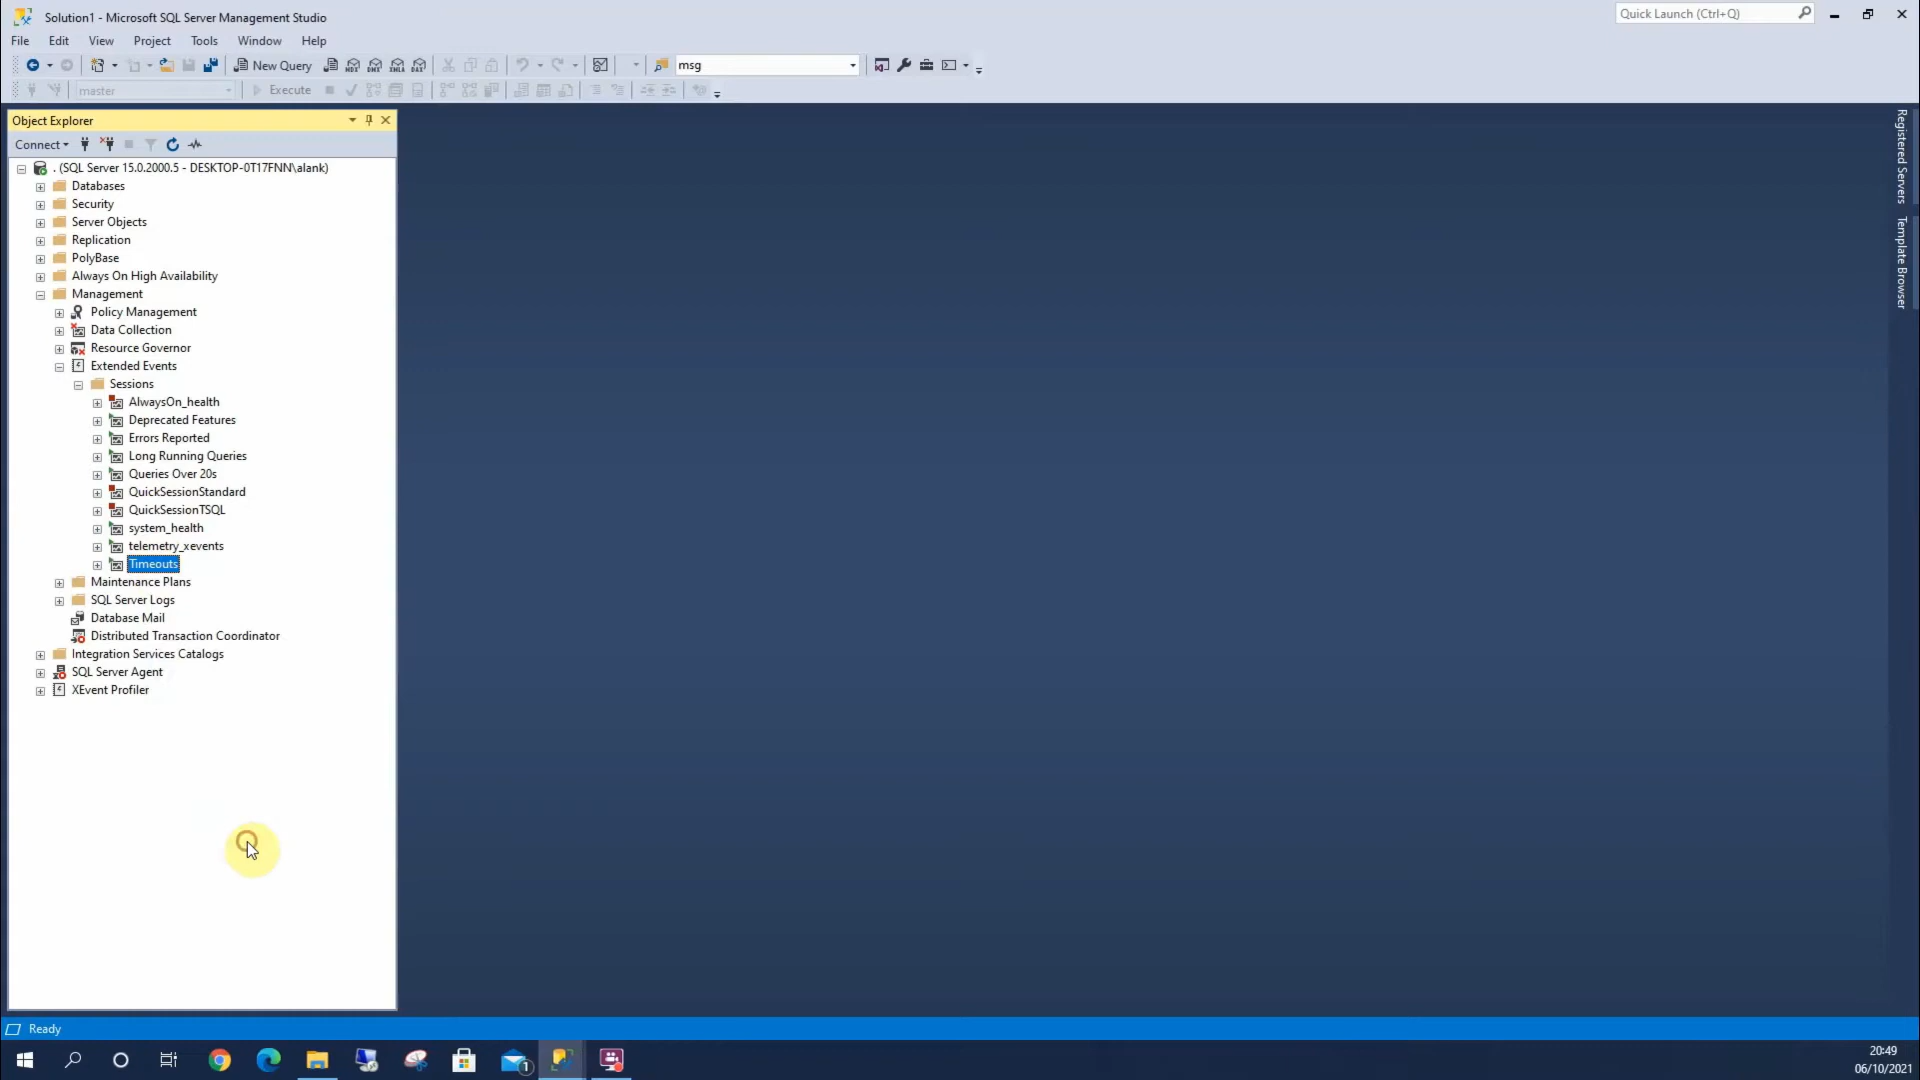 Solution1 - Microsoft SQL Server Management Studio
Quick Launch (Ctrl+Q)
File Edit View Project Tools Window Help
New Query
MDX DMX XMLA DAX
msg
master
Execute
Object Explorer
Connect
. (SQL Server 15.0.2000.5 - DESKTOP-0T17FNN\alank)
Databases
Security
Server Objects
Replication
PolyBase
Always On High Availability
Management
Policy Management
Data Collection
Resource Governor
Extended Events
Sessions
AlwaysOn_health
Deprecated Features
Errors Reported
Long Running Queries
Queries Over 20s
QuickSessionStandard
QuickSessionTSQL
system_health
telemetry_xevents
Timeouts
Maintenance Plans
SQL Server Logs
Database Mail
Distributed Transaction Coordinator
Integration Services Catalogs
SQL Server Agent
XEvent Profiler
Registered Servers
Template Browser
Ready
1
20:49
06/10/2021